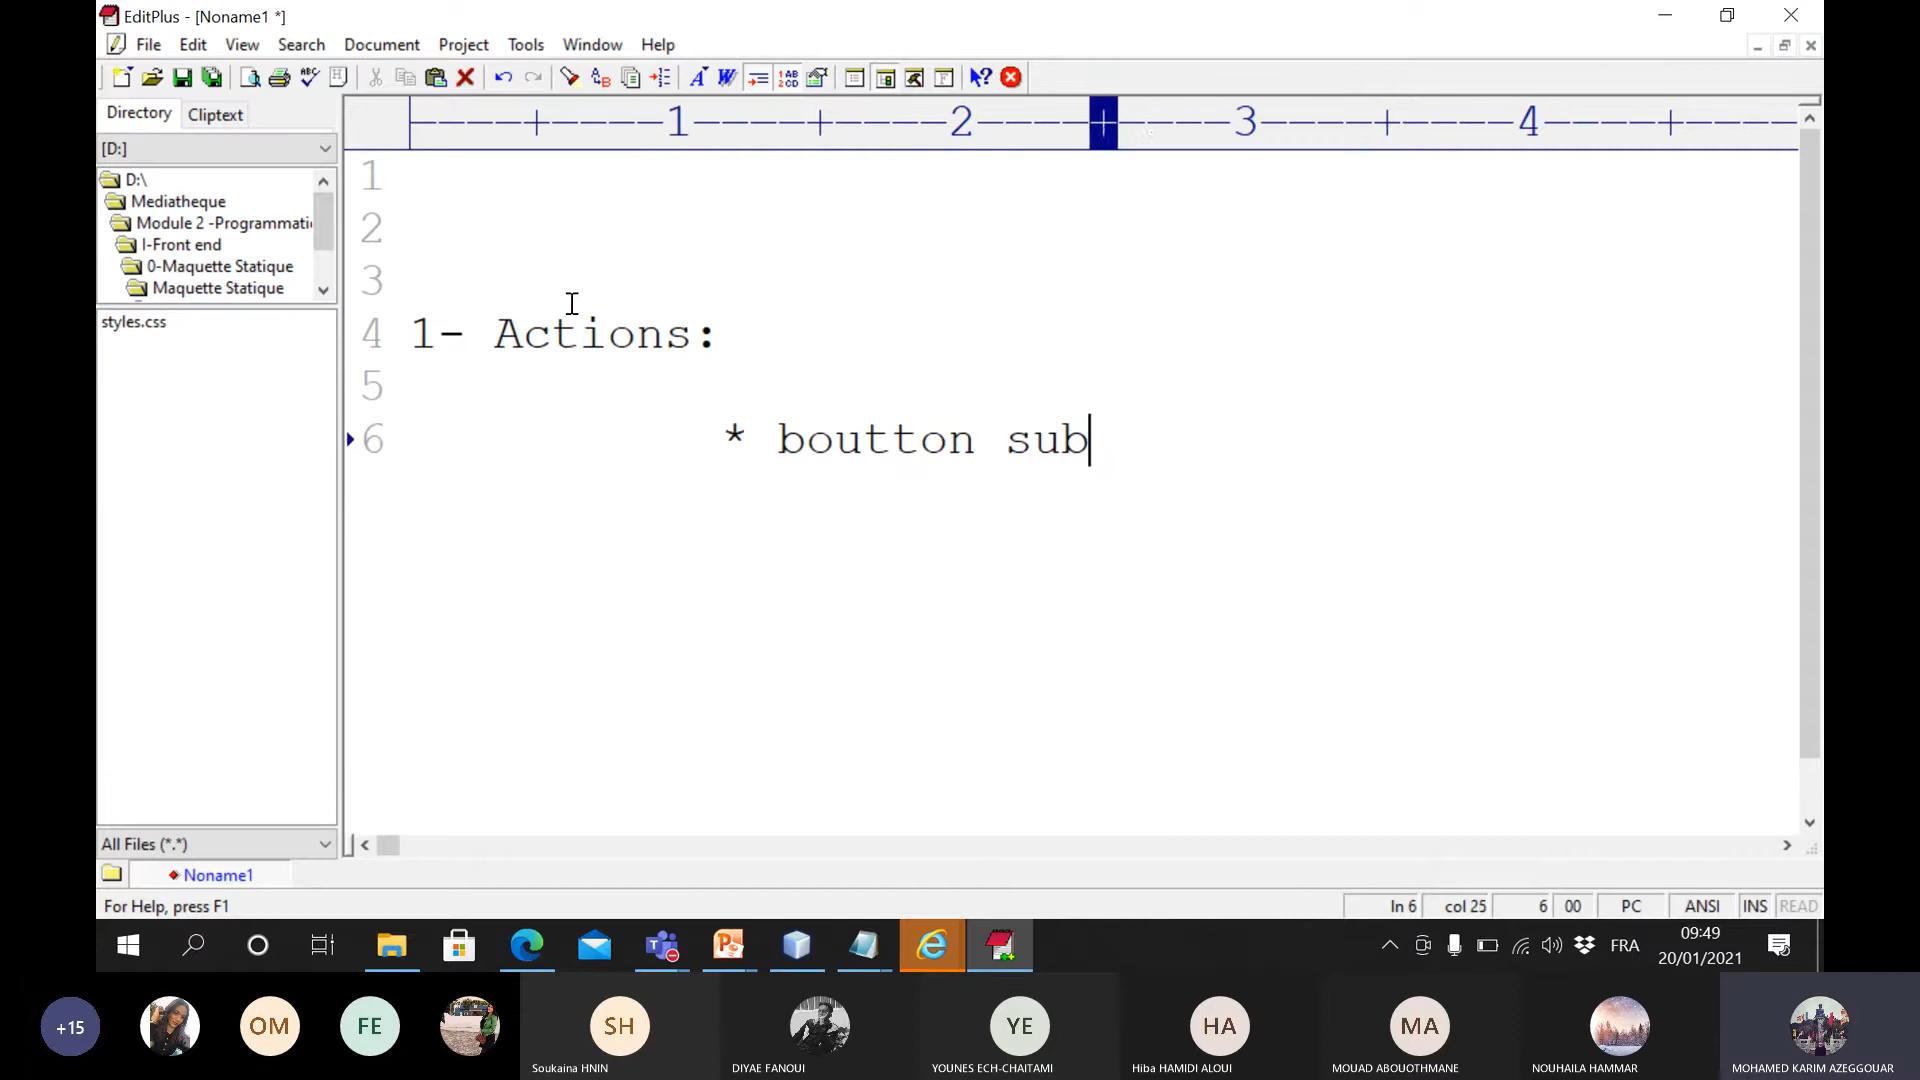 EditPlus - [Noname1 *]
File Edit View Search Document Project Tools Window Help
Directory Cliptext
[D:]
D:\
Mediatheque
Module 2 -Programmati
I-Front end
0-Maquette Statique
Maquette Statique
styles.css
----+----1----+----2----+----3----+----4----+----
1
2
3
4 1- Actions:
5
6 * boutton sub
All Files (*.*)
Noname1
For Help, press F1
ln 6 col 25 6 00 PC ANSI INS READ
FRA
09:49
20/01/2021
+15
OM
FE
SH
YE
HA
MA
Soukaina HNIN
DIYAE FANOUI
YOUNES ECH-CHAITAMI
Hiba HAMIDI ALOUI
MOUAD ABOUOTHMANE
NOUHAILA HAMMAR
MOHAMED KARIM AZEGGOUAR